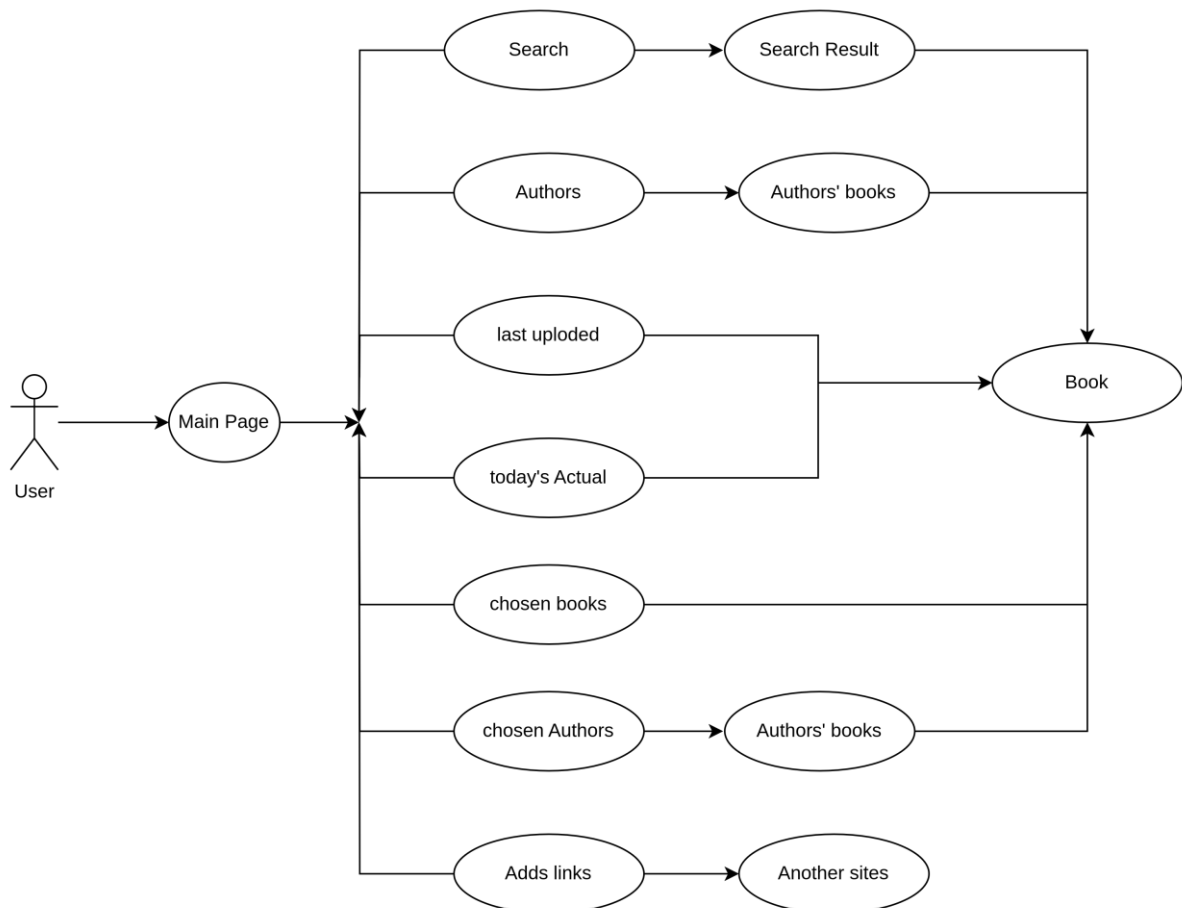 Search
Search Result
Authors
Authors' books
last uploded
Book
Main Page
today's Actual
User
chosen books
chosen Authors
Authors' books
Adds links
Another sites